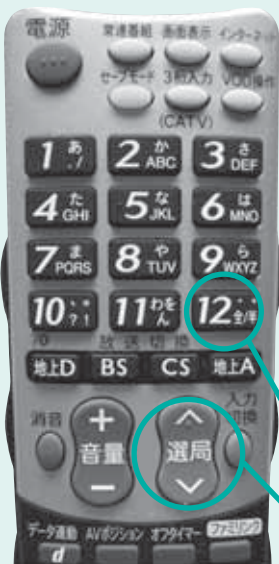 電源 常連番組 画面表示 インターネット
セーブモード 3桁入力 VOD操作
(CATV)
1 あ ./
2 か ABC
3 さ DEF
4 た GHI
5 な JKL
6 は MNO
7 ま PQRS
8 や TUV
9 ら WXYZ
10 ?!
11 わをん
12 全/半
放送切換
地上D BS CS 地上A
消音 + 音量 − 選局 入力切換
データ連動 AVポジション オフタイマー ファミリンク
d